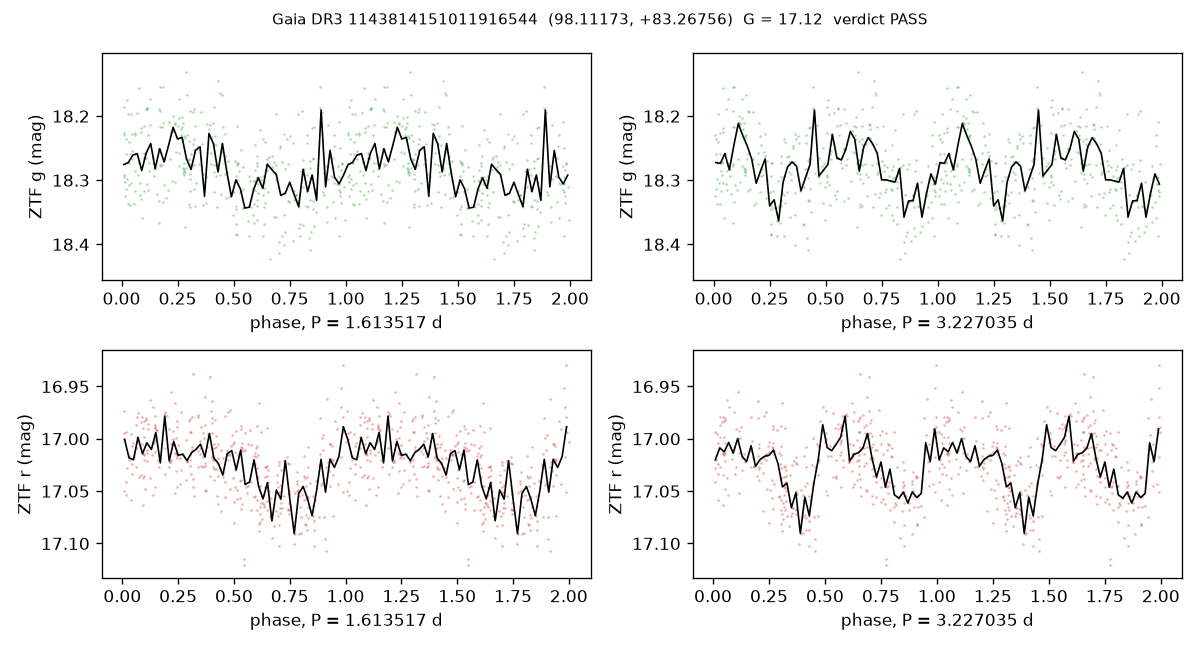 Gaia DR3 1143814151011916544  (98.11173, +83.26756)  G = 17.12  verdict PASS
ZTF g (mag)
18.2
18.3
18.4
0.00 0.25 0.50 0.75 1.00 1.25 1.50 1.75 2.00
phase, P = 1.613517 d
ZTF g (mag)
18.2
18.3
18.4
0.00 0.25 0.50 0.75 1.00 1.25 1.50 1.75 2.00
phase, P = 3.227035 d
ZTF r (mag)
16.95
17.00
17.05
17.10
0.00 0.25 0.50 0.75 1.00 1.25 1.50 1.75 2.00
phase, P = 1.613517 d
ZTF r (mag)
16.95
17.00
17.05
17.10
0.00 0.25 0.50 0.75 1.00 1.25 1.50 1.75 2.00
phase, P = 3.227035 d